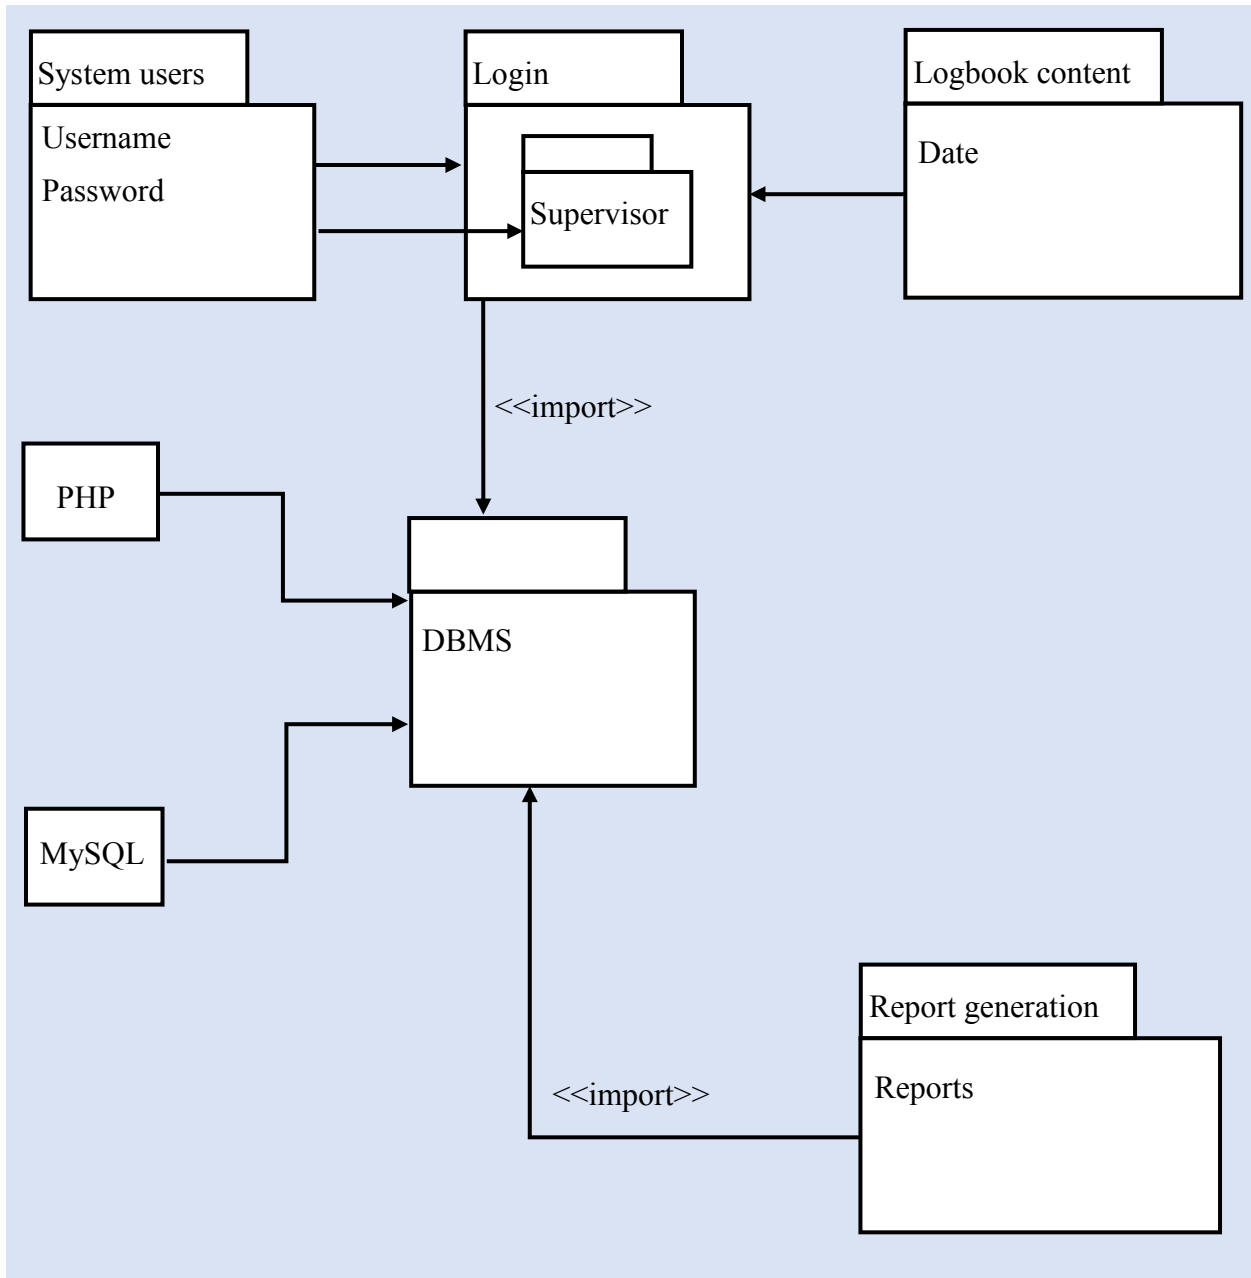 System users
Username
Password
Login
Supervisor
Logbook content
Date
<<import>>
PHP
DBMS
MySQL
Report generation
Reports
<<import>>